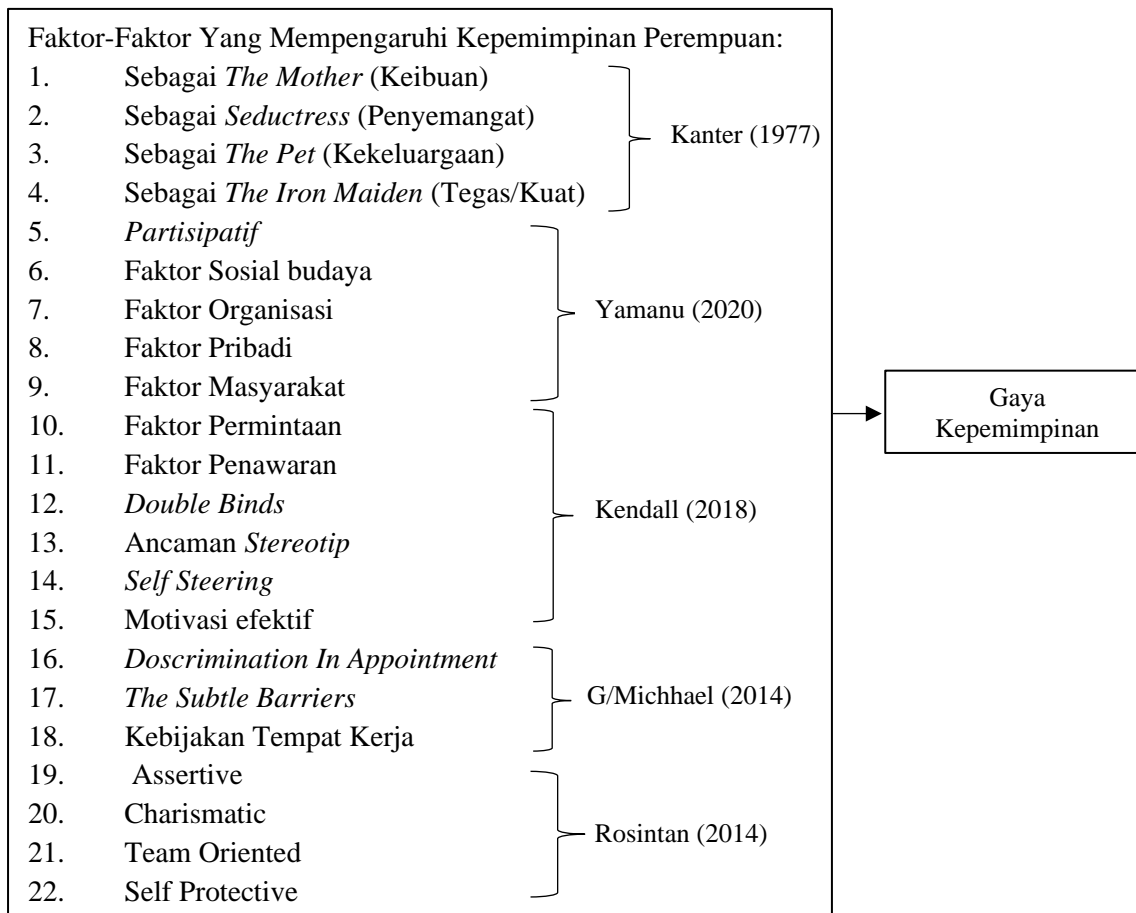 Faktor-Faktor Yang Mempengaruhi Kepemimpinan Perempuan:
1. Sebagai The Mother (Keibuan)
2. Sebagai Seductress (Penyemangat)
3. Sebagai The Pet (Kekeluargaan)
4. Sebagai The Iron Maiden (Tegas/Kuat)
Kanter (1977)
5. Partisipatif
6. Faktor Sosial budaya
7. Faktor Organisasi
8. Faktor Pribadi
9. Faktor Masyarakat
Yamanu (2020)
10. Faktor Permintaan
11. Faktor Penawaran
12. Double Binds
13. Ancaman Stereotip
14. Self Steering
15. Motivasi efektif
Kendall (2018)
16. Doscrimination In Appointment
17. The Subtle Barriers
18. Kebijakan Tempat Kerja
G/Michhael (2014)
19. Assertive
20. Charismatic
21. Team Oriented
22. Self Protective
Rosintan (2014)
Gaya
Kepemimpinan